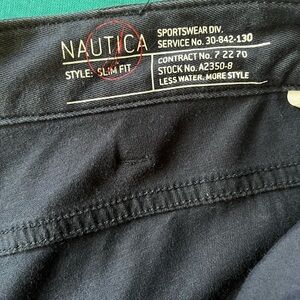 NAUTICA
STYLE: SLIM FIT
SPORTSWEAR DIV.
SERVICE No. 30-842-130
CONTRACT No. 7 22 70
STOCK No. A2350-8
LESS WATER. MORE STYLE